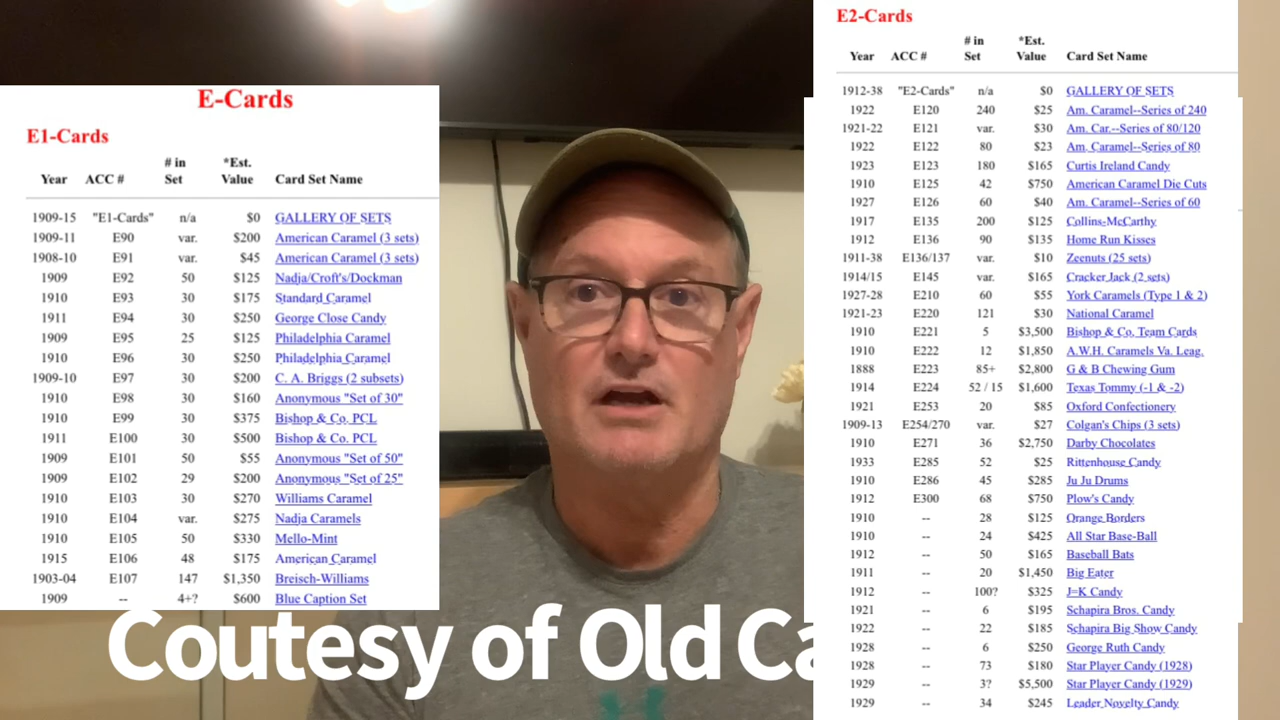 E-Cards
E1-Cards
# in *Est.
Year ACC # Set Value Card Set Name
1909-15 "E1-Cards" n/a $0 GALLERY OF SETS
1909-11 E90 var. $200 American Caramel (3 sets)
1908-10 E91 var. $45 American Caramel (3 sets)
1909 E92 50 $125 Nadja/Croft's/Dockman
1910 E93 30 $175 Standard Caramel
1911 E94 30 $250 George Close Candy
1909 E95 25 $125 Philadelphia Caramel
1910 E96 30 $250 Philadelphia Caramel
1909-10 E97 30 $200 C. A. Briggs (2 subsets)
1910 E98 30 $160 Anonymous "Set of 30"
1910 E99 30 $375 Bishop & Co. PCL
1911 E100 30 $500 Bishop & Co. PCL
1909 E101 50 $55 Anonymous "Set of 50"
1909 E102 29 $200 Anonymous "Set of 25"
1910 E103 30 $270 Williams Caramel
1910 E104 var. $275 Nadja Caramels
1910 E105 50 $330 Mello-Mint
1915 E106 48 $175 American Caramel
1903-04 E107 147 $1,350 Breisch-Williams
1909 -- 4+? $600 Blue Caption Set
E2-Cards
# in *Est.
Year ACC # Set Value Card Set Name
1912-38 "E2-Cards" n/a $0 GALLERY OF SETS
1922 E120 240 $25 Am. Caramel--Series of 240
1921-22 E121 var. $30 Am. Car.--Series of 80/120
1922 E122 80 $23 Am. Caramel--Series of 80
1923 E123 180 $165 Curtis Ireland Candy
1910 E125 42 $750 American Caramel Die Cuts
1927 E126 60 $40 Am. Caramel--Series of 60
1917 E135 200 $125 Collins-McCarthy
1912 E136 90 $135 Home Run Kisses
1911-38 E136/137 var. $10 Zeenuts (25 sets)
1914/15 E145 var. $165 Cracker Jack (2 sets)
1927-28 E210 60 $55 York Caramels (Type 1 & 2)
1921-23 E220 121 $30 National Caramel
1910 E221 5 $3,500 Bishop & Co. Team Cards
1910 E222 12 $1,850 A.W.H. Caramels Va. Leag.
1888 E223 85+ $2,800 G & B Chewing Gum
1914 E224 52 / 15 $1,600 Texas Tommy (-1 & -2)
1921 E253 20 $85 Oxford Confectionery
1909-13 E254/270 var. $27 Colgan's Chips (3 sets)
1910 E271 36 $2,750 Darby Chocolates
1933 E285 52 $25 Rittenhouse Candy
1910 E286 45 $285 Ju Ju Drums
1912 E300 68 $750 Plow's Candy
1910 -- 28 $125 Orange Borders
1910 -- 24 $425 All Star Base-Ball
1912 -- 50 $165 Baseball Bats
1911 -- 20 $1,450 Big Eater
1912 -- 100? $325 J=K Candy
1921 -- 6 $195 Schapira Bros. Candy
1922 -- 22 $185 Schapira Big Show Candy
1928 -- 6 $250 George Ruth Candy
1928 -- 73 $180 Star Player Candy (1928)
1929 -- 3? $5,500 Star Player Candy (1929)
1929 -- 34 $245 Leader Novelty Candy
Coutesy of Old Ca